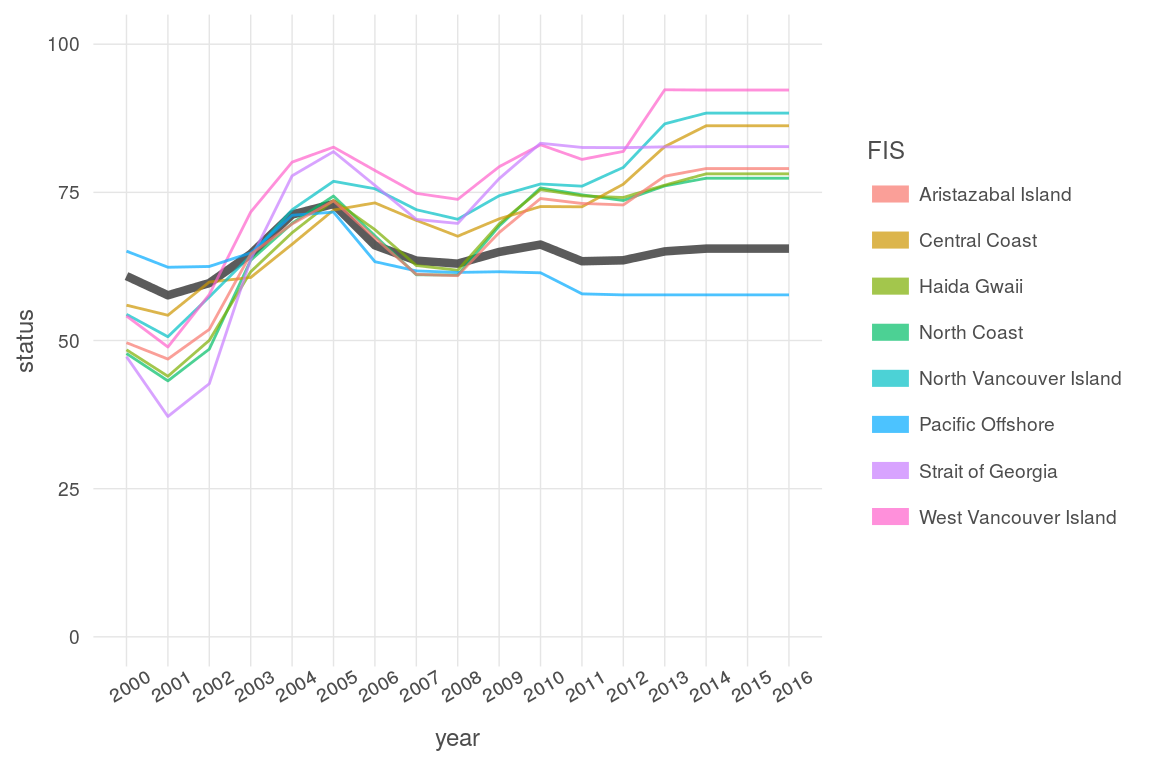 100
75
50
25
0
status
2000 2001 2002 2003 2004 2005 2006 2007 2008 2009 2010 2011 2012 2013 2014 2015 2016
year
FIS
Aristazabal Island
Central Coast
Haida Gwaii
North Coast
North Vancouver Island
Pacific Offshore
Strait of Georgia
West Vancouver Island